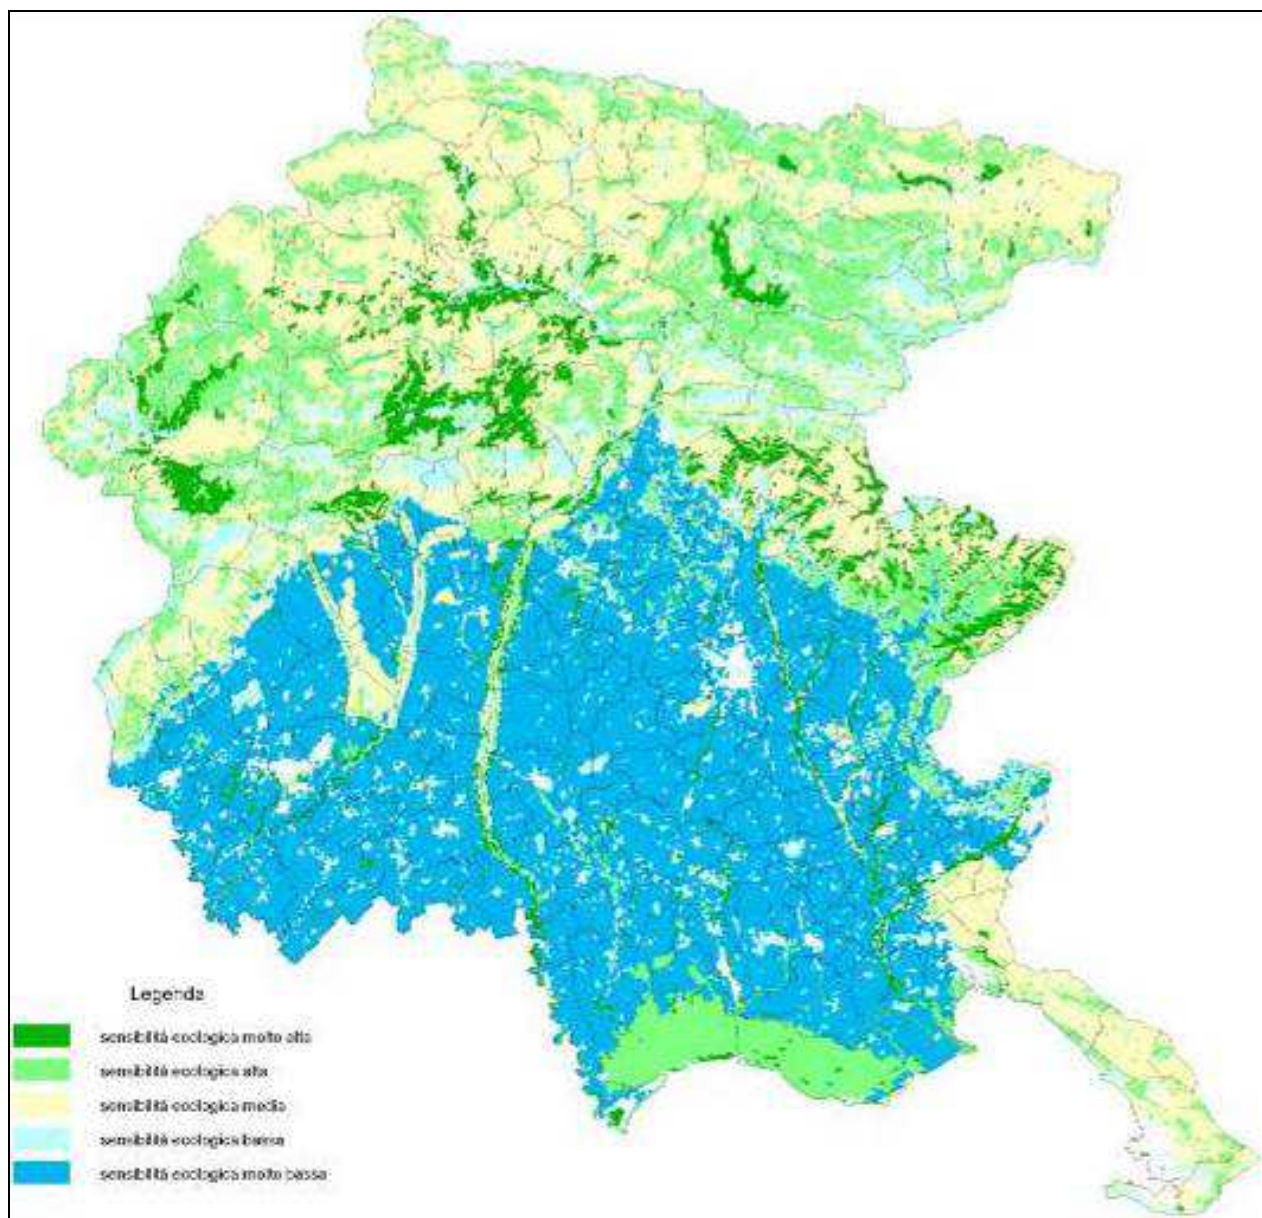 Legenda
sensibilità ecologica molto alta
sensibilità ecologica alta
sensibilità ecologica media
sensibilità ecologica bassa
sensibilità ecologica molto bassa